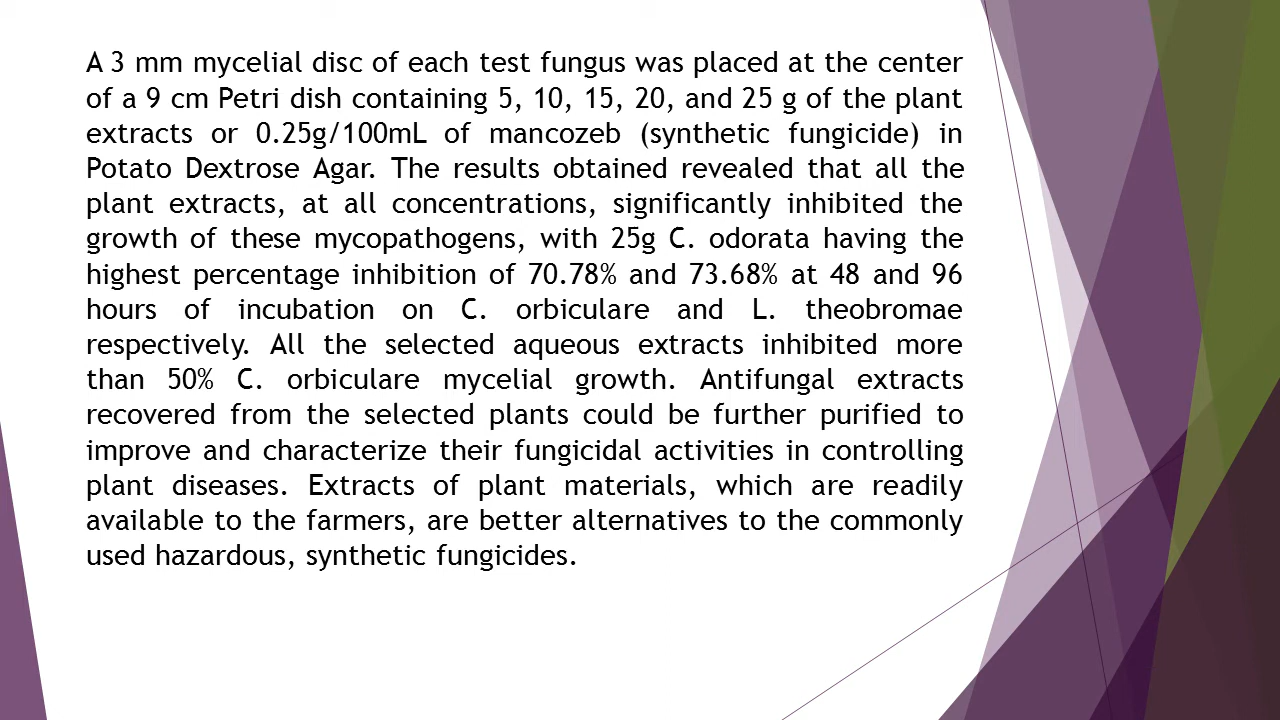 A 3 mm mycelial disc of each test fungus was placed at the center
of a 9 cm Petri dish containing 5, 10, 15, 20, and 25 g of the plant
extracts or 0.25g/100mL of mancozeb (synthetic fungicide) in
Potato Dextrose Agar. The results obtained revealed that all the
plant extracts, at all concentrations, significantly inhibited the
growth of these mycopathogens, with 25g C. odorata having the
highest percentage inhibition of 70.78% and 73.68% at 48 and 96
hours of incubation on C. orbiculare and L. theobromae
respectively. All the selected aqueous extracts inhibited more
than 50% C. orbiculare mycelial growth. Antifungal extracts
recovered from the selected plants could be further purified to
improve and characterize their fungicidal activities in controlling
plant diseases. Extracts of plant materials, which are readily
available to the farmers, are better alternatives to the commonly
used hazardous, synthetic fungicides.